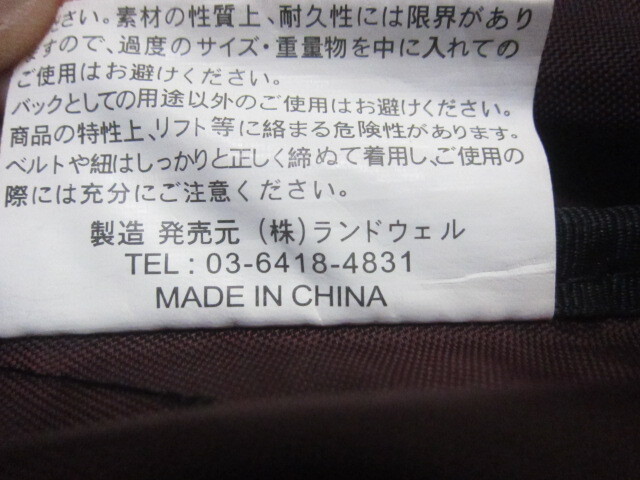 ださい。素材の性質上、耐久性には限界があり
ますので、過度のサイズ・重量物を中に入れての
ご使用はお避けください。
バックとしての用途以外のご使用はお避けください。
商品の特性上、リフト等に絡まる危険性があります。
ベルトや紐はしっかりと正しく締めて着用し、ご使用の
際には充分にご注意ください。
製造 発売元 (株)ランドウェル
TEL : 03-6418-4831
MADE IN CHINA